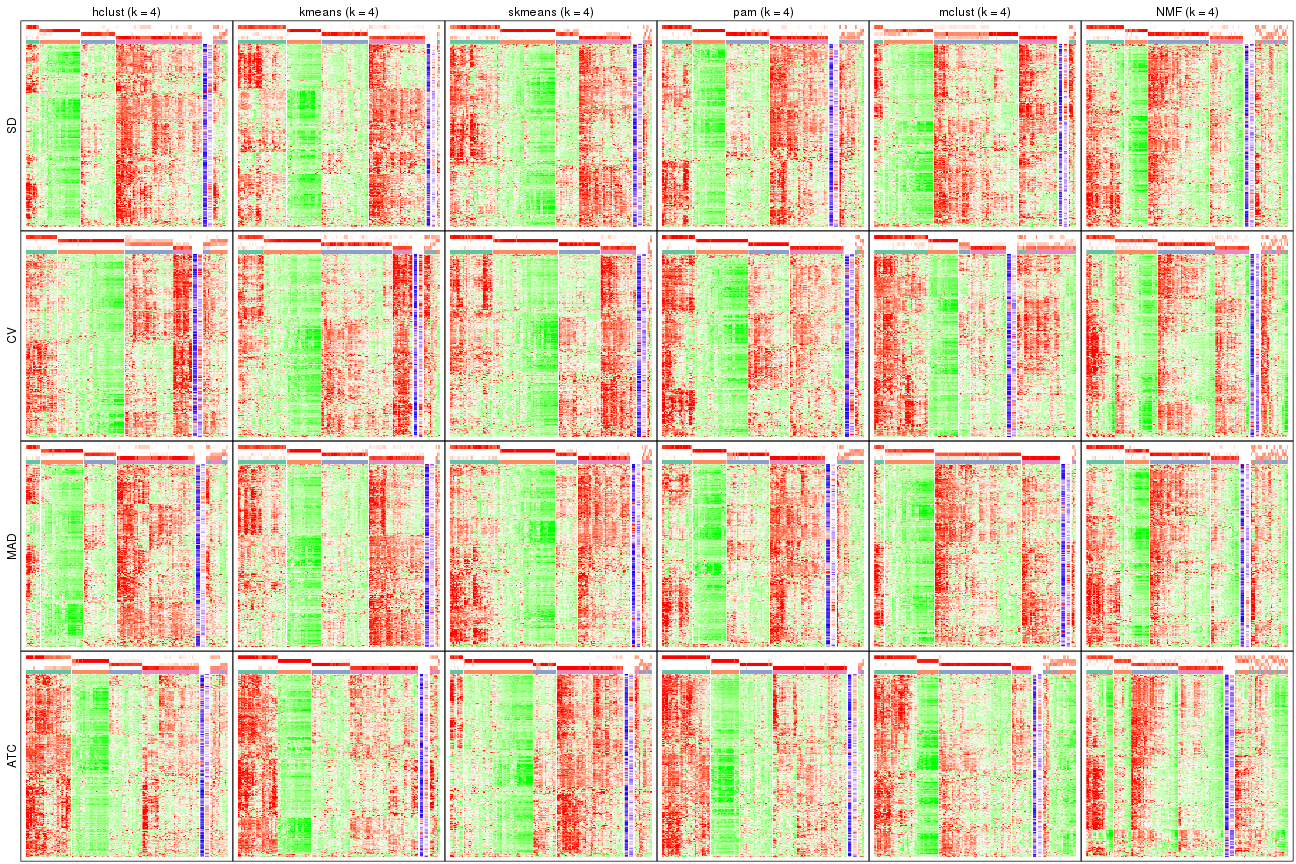 hclust (k = 4) kmeans (k = 4) skmeans (k = 4) pam (k = 4) mclust (k = 4) NMF (k = 4)
SD
CV
MAD
ATC